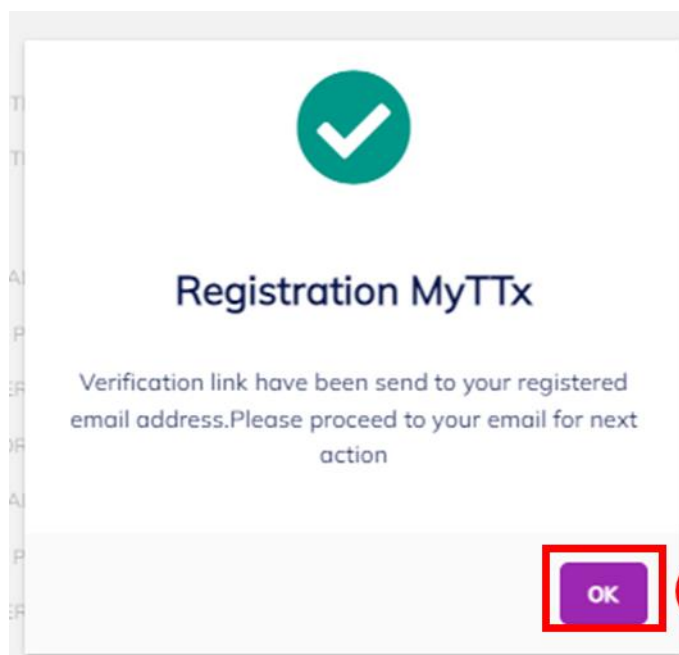 Registration MyTTx
Verification link have been send to your registered
email address.Please proceed to your email for next
action
OK